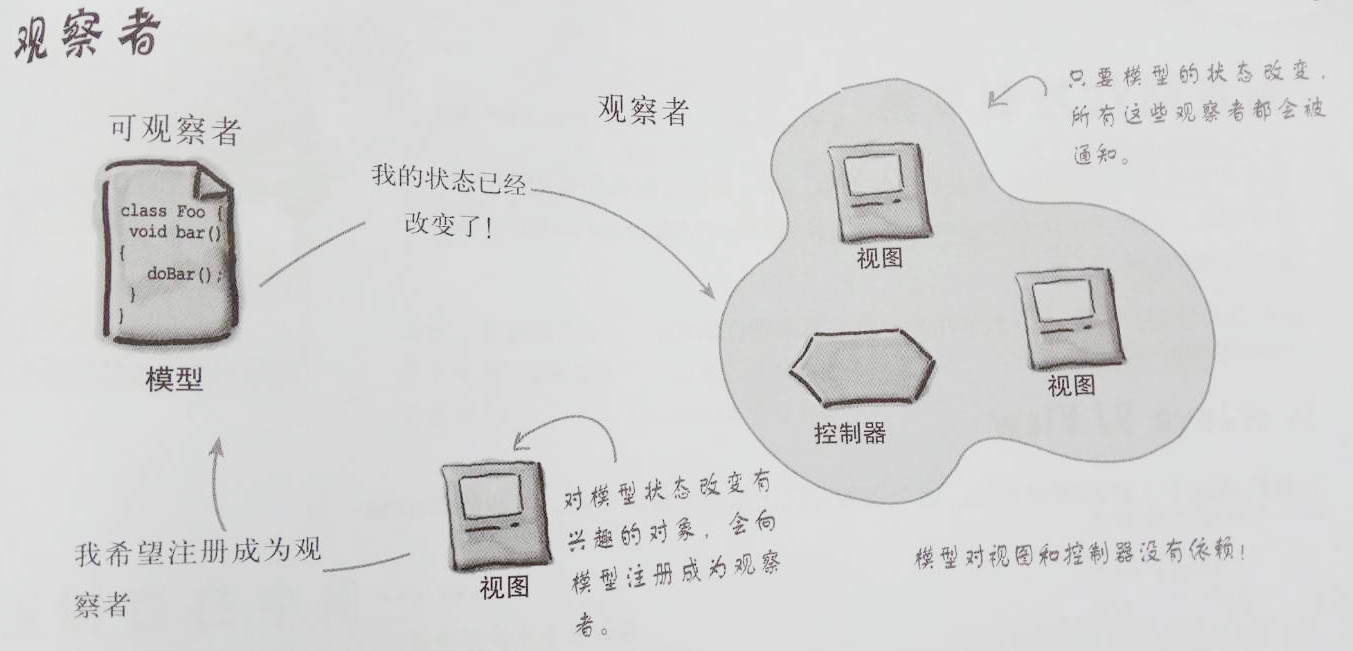 观察者
可观察者
class Foo {
void bar()
{
doBar();
}
}
模型
我的状态已经
改变了!
观察者
只要模型的状态改变,
所有这些观察者都会被
通知。
视图
视图
控制器
我希望注册成为观
察者
视图
对模型状态改变有
兴趣的对象,会向
模型注册成为观察
者。
模型对视图和控制器没有依赖!